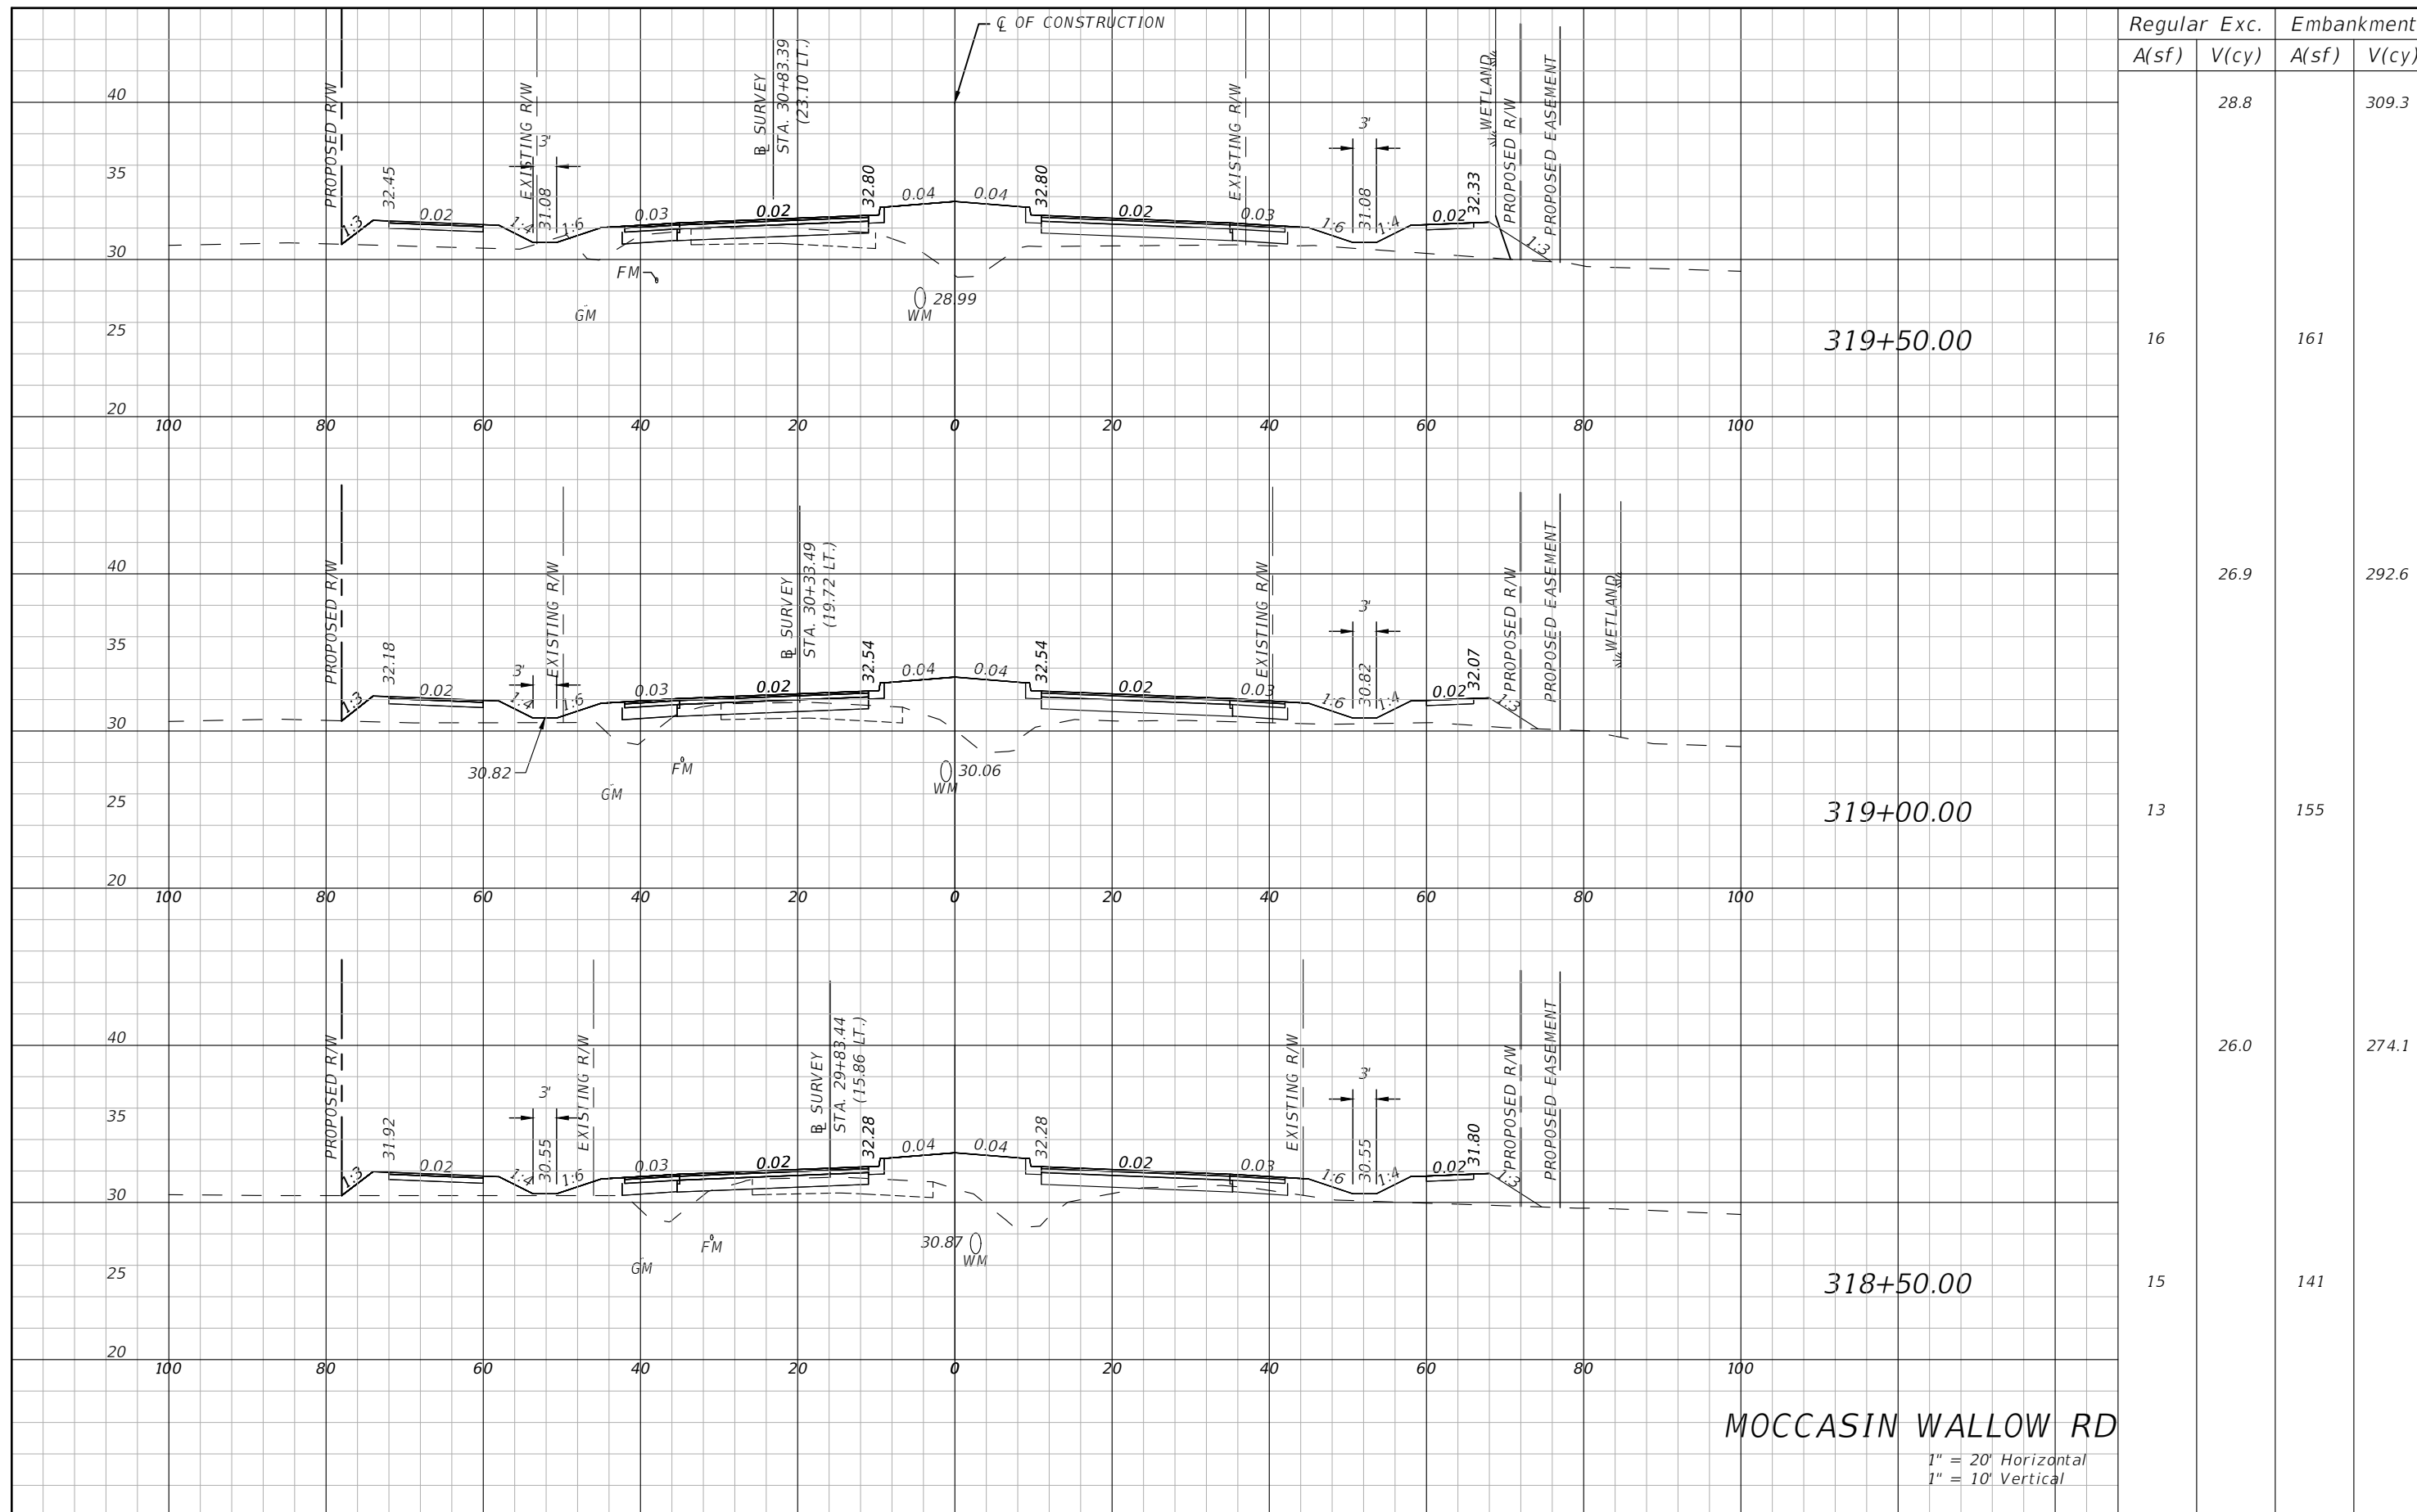 ℄ OF CONSTRUCTION
Regular Exc. Embankment
A(sf) V(cy) A(sf) V(cy)
28.8 309.3
PROPOSED R/W
EXISTING R/W
℄ SURVEY
STA. 30+83.39
(23.10 LT.)
EXISTING R/W
WETLAND
PROPOSED R/W
PROPOSED EASEMENT
40
35
30
25
20
3'
3'
32.45
31.08
32.80
32.80
31.08
32.33
1:3 0.02 1:4 1:6 0.03 0.02 0.04 0.04 0.02 0.03 1:6 1:4 0.02 1:3
FM
GM
28.99
WM
319+50.00
16 161
100 80 60 40 20 0 20 40 60 80 100
26.9 292.6
PROPOSED R/W
EXISTING R/W
℄ SURVEY
STA. 30+33.49
(19.72 LT.)
EXISTING R/W
PROPOSED R/W
PROPOSED EASEMENT
WETLAND
40
35
30
25
20
3'
3'
32.18
32.54
32.54
30.82
32.07
1:3 0.02 1:4 1:6 0.03 0.02 0.04 0.04 0.02 0.03 1:6 1:4 0.02 1:3
30.82
FM
GM
30.06
WM
319+00.00
13 155
100 80 60 40 20 0 20 40 60 80 100
26.0 274.1
PROPOSED R/W
EXISTING R/W
℄ SURVEY
STA. 29+83.44
(15.86 LT.)
EXISTING R/W
PROPOSED R/W
PROPOSED EASEMENT
40
35
30
25
20
3'
3'
31.92
30.55
32.28
32.28
30.55
31.80
1:3 0.02 1:4 1:6 0.03 0.02 0.04 0.04 0.02 0.03 1:6 1:4 0.02 1:3
FM
GM
30.87
WM
318+50.00
15 141
100 80 60 40 20 0 20 40 60 80 100
MOCCASIN WALLOW RD
1" = 20' Horizontal
1" = 10' Vertical